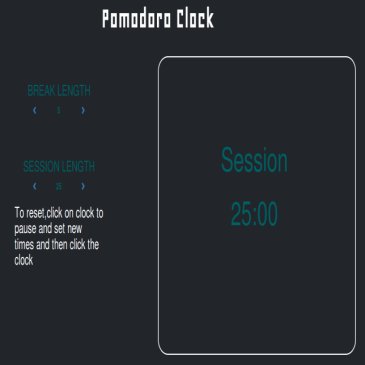 Pomodoro Clock
BREAK LENGTH
‹ 5 ›
SESSION LENGTH
‹ 25 ›
To reset,click on clock to
pause and set new
times and then click the
clock
Session
25:00